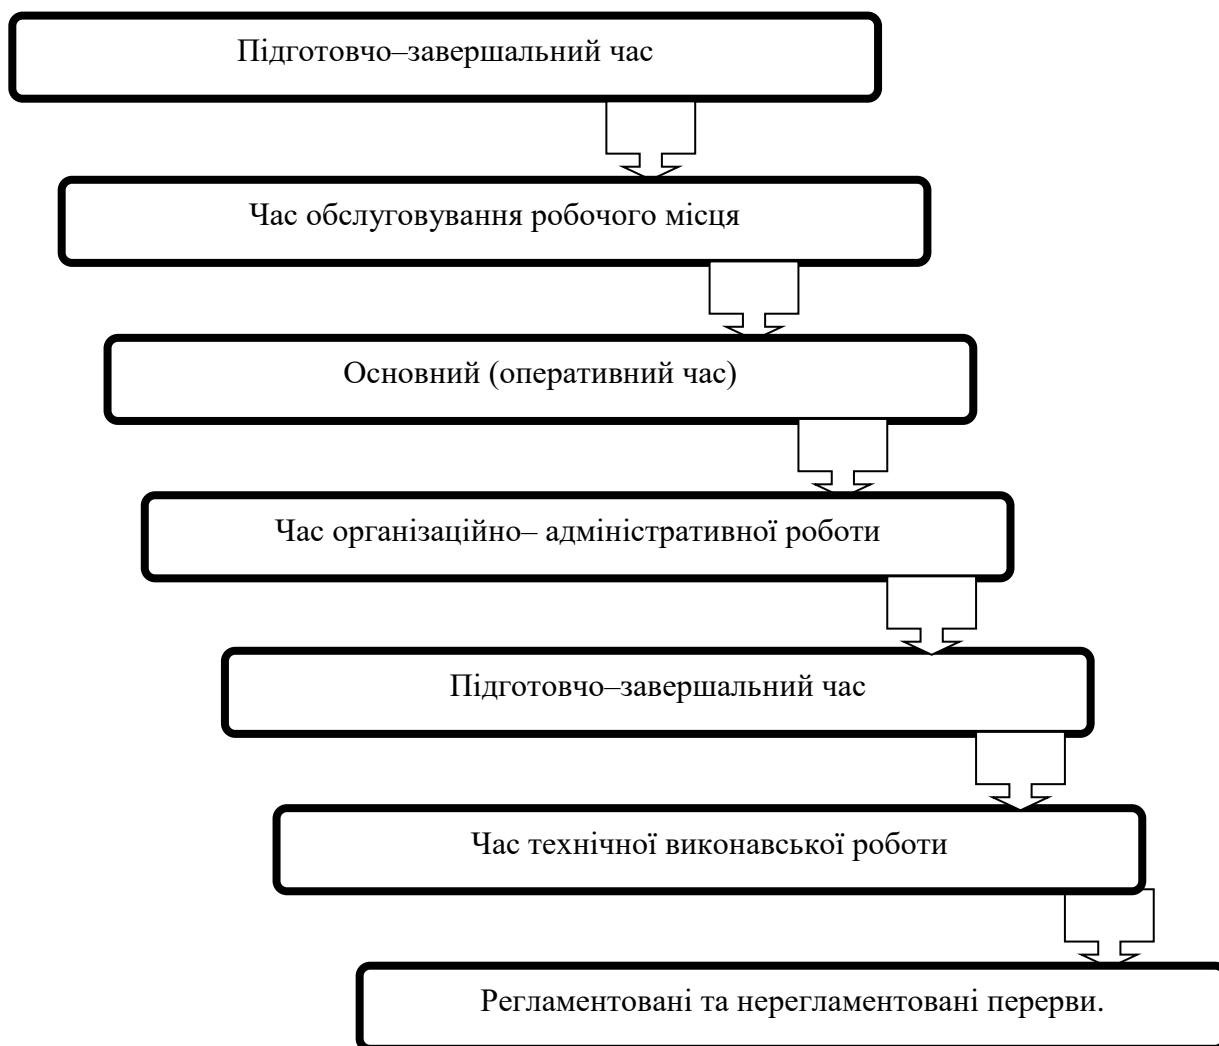 Підготовчо–завершальний час
Час обслуговування робочого місця
Основний (оперативний час)
Час організаційно– адміністративної роботи
Підготовчо–завершальний час
Час технічної виконавської роботи
Регламентовані та нерегламентовані перерви.